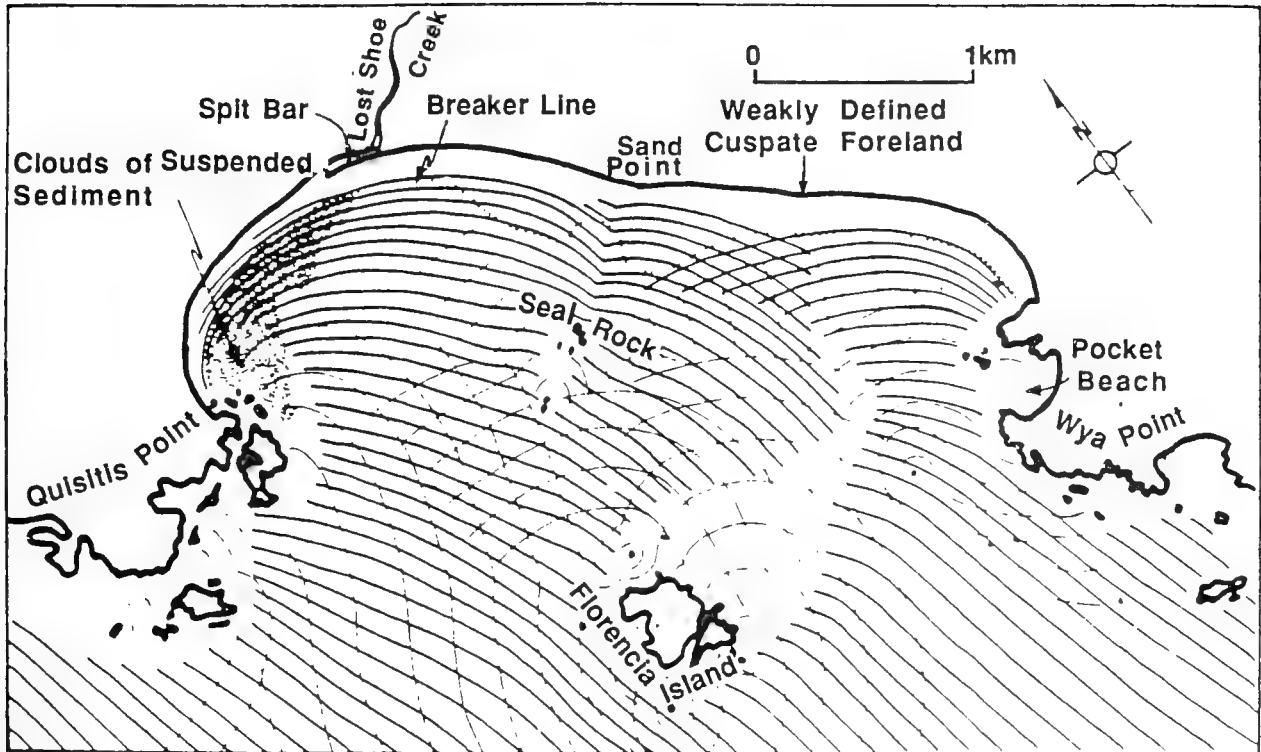 Lost Shoe
Creek
0 1km
Spit Bar
Breaker Line
Weakly Defined
Cuspate Foreland
Sand
Point
N
Clouds of Suspended
Sediment
Seal Rock
Pocket
Beach
Wya Point
Quisitis Point
Florencia
Island